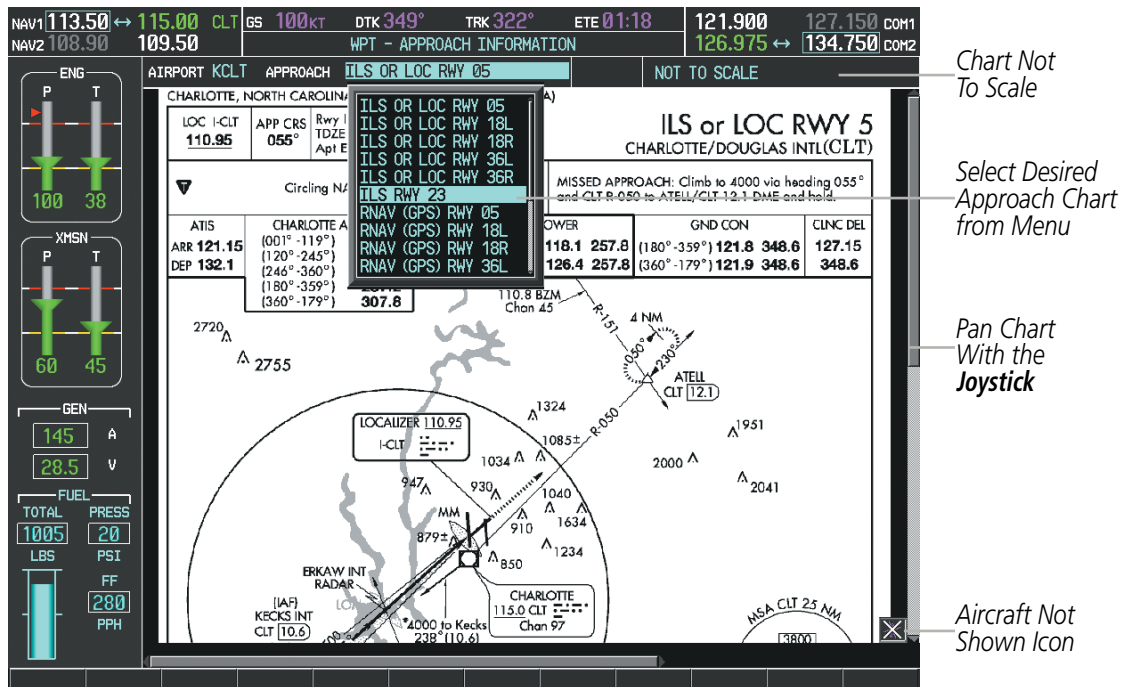 NAV1 113.50 ↔ 115.00 CLT
NAV2 108.90 109.50
GS 100KT DTK 349° TRK 322° ETE 01:18
WPT - APPROACH INFORMATION
121.900 127.150 COM1
126.975 ↔ 134.750 COM2
AIRPORT KCLT APPROACH ILS OR LOC RWY 05 NOT TO SCALE
ENG
P T
100 38
XMSN
P T
60 45
GEN
145 A
28.5 V
FUEL
TOTAL PRESS
1005 20
LBS PSI
FF
280
PPH
CHARLOTTE, NORTH CAROLINA
A)
LOC I-CLT
110.95
APP CRS
055°
Rwy
TDZE
Apt E
ILS or LOC RWY 5
CHARLOTTE/DOUGLAS INTL(CLT)
T
Circling NA
MISSED APPROACH: Climb to 4000 via heading 055°
and CLT R-050 to ATELL/CLT 12.1 DME and hold.
ATIS
ARR 121.15
DEP 132.1
CHARLOTTE A
(001°-119°)
(120°-245°)
(246°-360°)
(180°-359°)
(360°-179°) 307.8
OWER
118.1 257.8
126.4 257.8
GND CON
(180°-359°) 121.8 348.6
(360°-179°) 121.9 348.6
CLNC DEL
127.15
348.6
ILS OR LOC RWY 05
ILS OR LOC RWY 18L
ILS OR LOC RWY 18R
ILS OR LOC RWY 36L
ILS OR LOC RWY 36R
ILS RWY 23
RNAV (GPS) RWY 05
RNAV (GPS) RWY 18L
RNAV (GPS) RWY 18R
RNAV (GPS) RWY 36L
110.8 BZM
Chan 45
R-151
4 NM
050°
230°
ATELL
CLT 12.1
R-050
2720
2755
1324
1951
LOCALIZER 110.95
I-CLT
1085±
1034
2000
2041
947
930
1040
1634
MM
910
879±
1234
850
ERKAW INT
RADAR
(IAF)
KECKS INT
CLT 10.6
*4000 to Kecks
238° (10.6)
CHARLOTTE
115.0 CLT
Chan 97
MSA CLT 25 NM
3800
Chart Not
To Scale
Select Desired
Approach Chart
from Menu
Pan Chart
With the
Joystick
Aircraft Not
Shown Icon